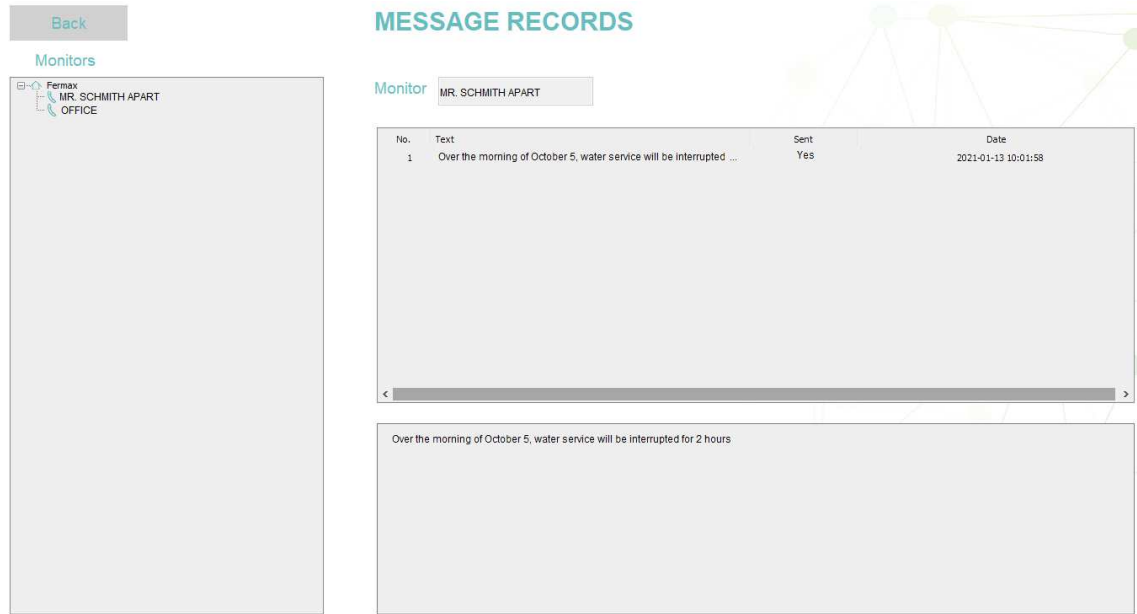 Back
MESSAGE RECORDS
Monitors
Fermax
MR. SCHMITH APART
OFFICE
Monitor MR. SCHMITH APART
No. Text Sent Date
1 Over the morning of October 5, water service will be interrupted ... Yes 2021-01-13 10:01:58
Over the morning of October 5, water service will be interrupted for 2 hours